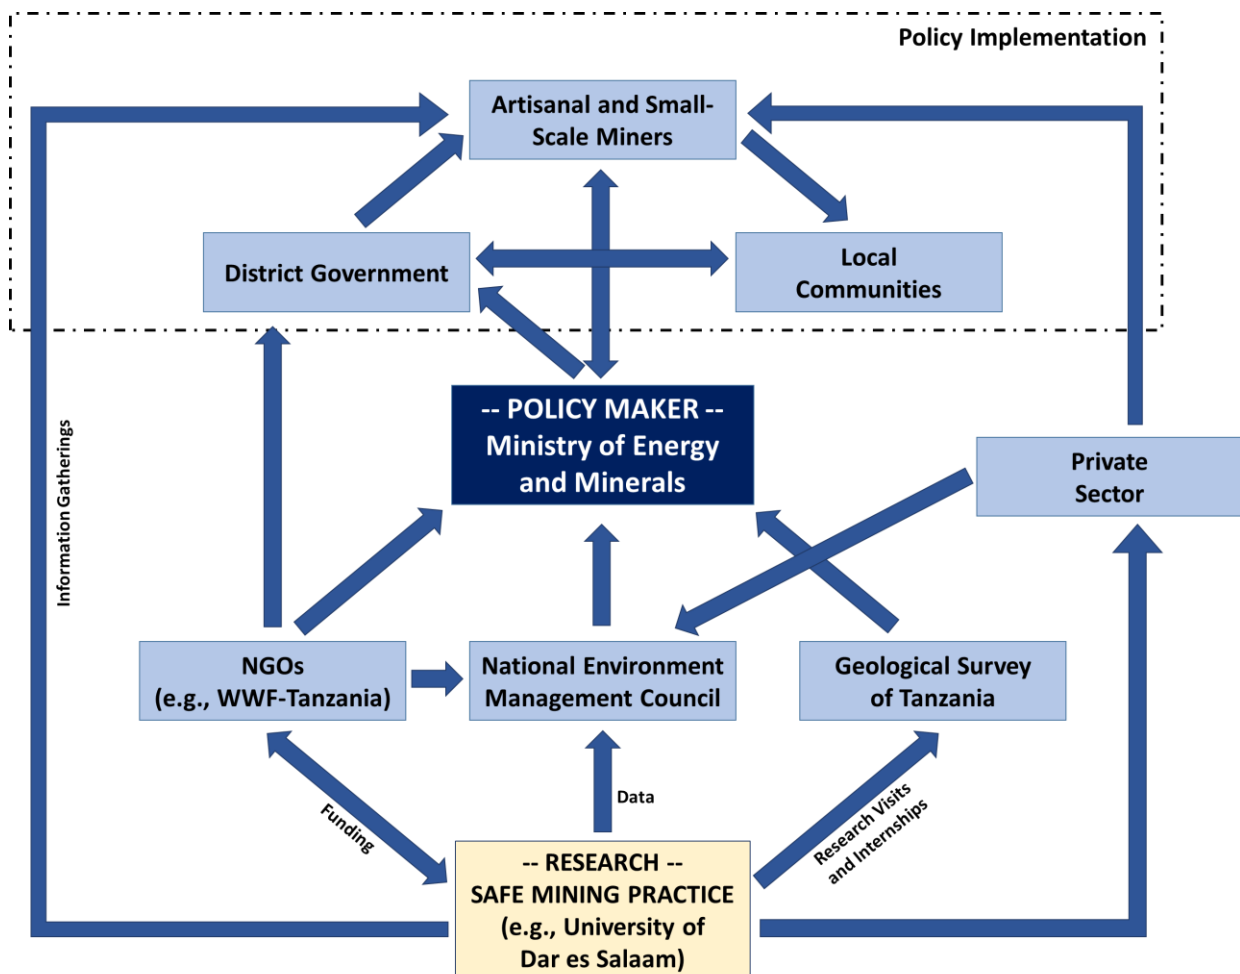 Policy Implementation
Artisanal and Small-
Scale Miners
District Government
Local
Communities
-- POLICY MAKER --
Ministry of Energy
and Minerals
Private
Sector
Information Gatherings
NGOs
(e.g., WWF-Tanzania)
National Environment
Management Council
Geological Survey
of Tanzania
Funding
Data
Research Visits
and Internships
-- RESEARCH --
SAFE MINING PRACTICE
(e.g., University of
Dar es Salaam)